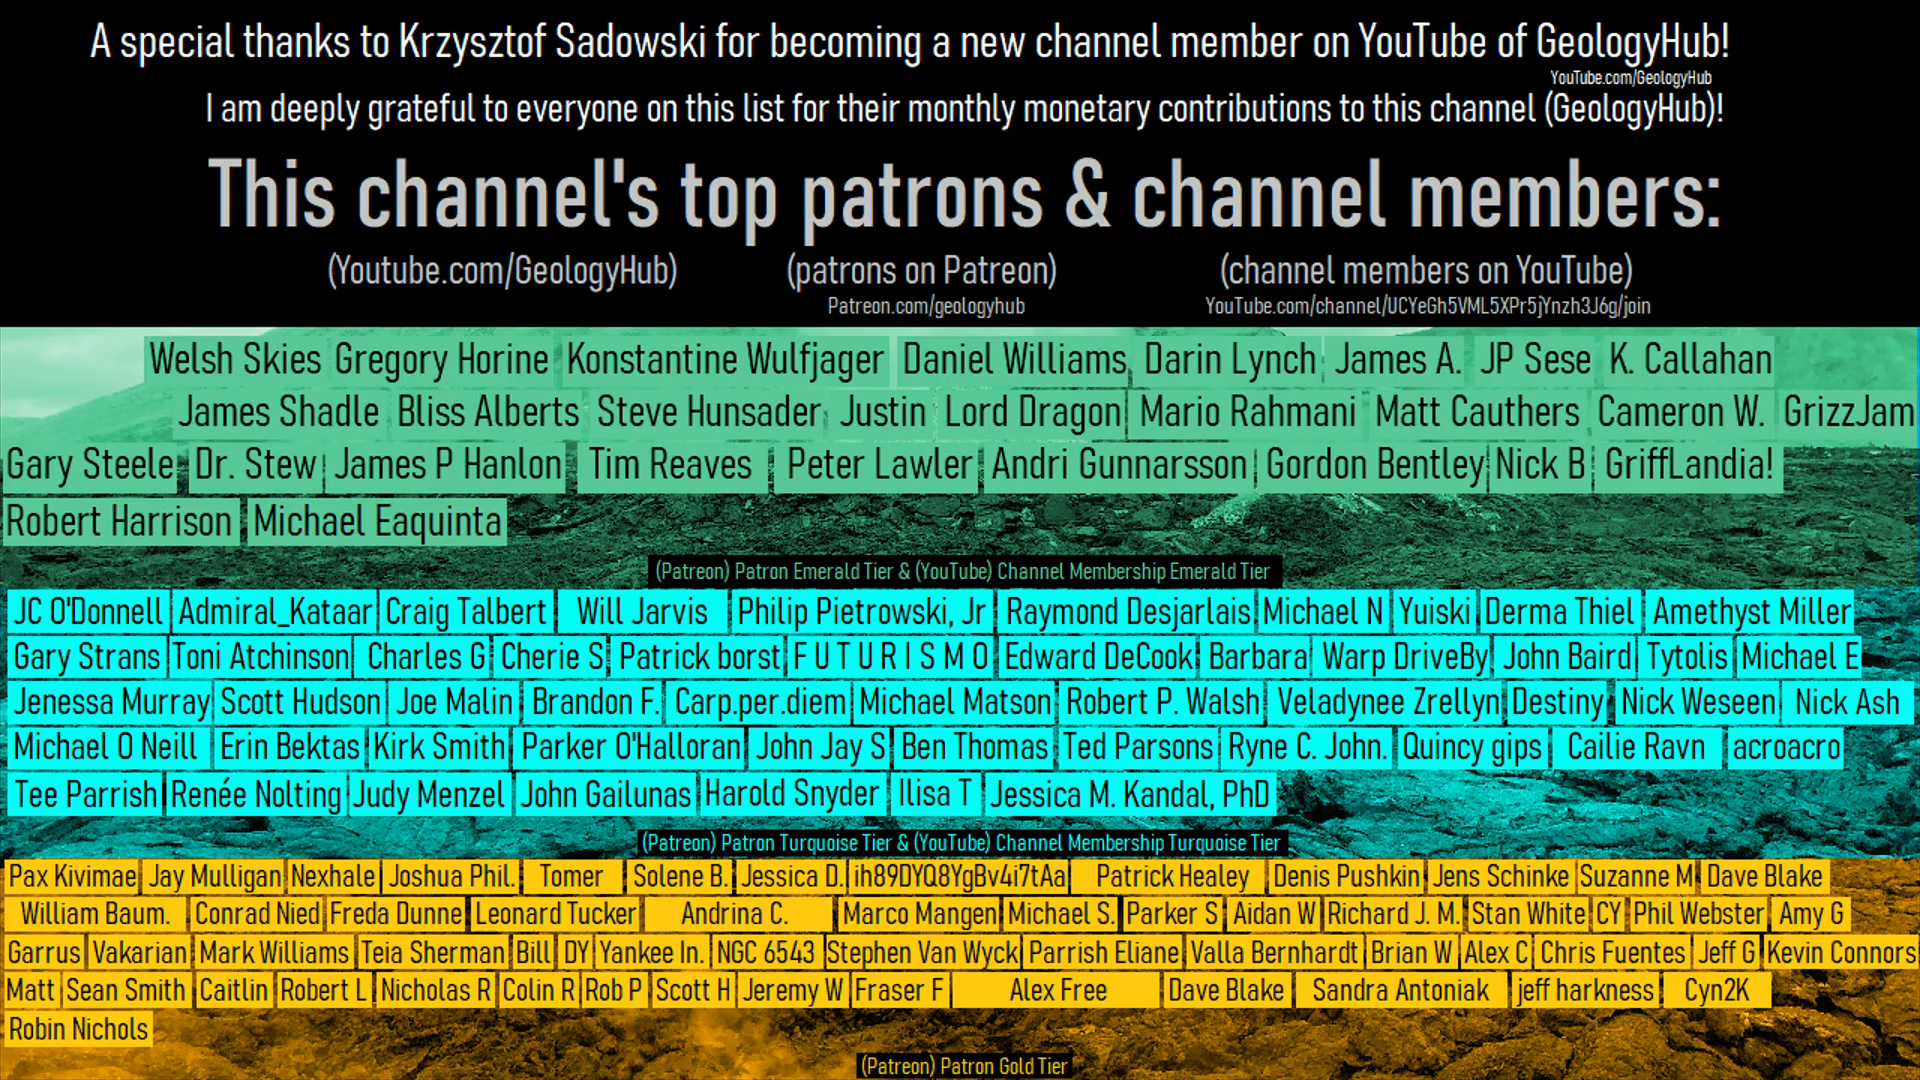 A special thanks to Krzysztof Sadowski for becoming a new channel member on YouTube of GeologyHub!
YouTube.com/GeologyHub
I am deeply grateful to everyone on this list for their monthly monetary contributions to this channel (GeologyHub)!
This channel's top patrons & channel members:
(Youtube.com/GeologyHub) (patrons on Patreon) (channel members on YouTube)
Patreon.com/geologyhub YouTube.com/channel/UCYeGh5VML5XPr5jYnzh3J6g/join
Welsh Skies Gregory Horine Konstantine Wulfjager Daniel Williams Darin Lynch James A. JP Sese K. Callahan
James Shadle Bliss Alberts Steve Hunsader Justin Lord Dragon Mario Rahmani Matt Cauthers Cameron W. GrizzJam
Gary Steele Dr. Stew James P Hanlon Tim Reaves Peter Lawler Andri Gunnarsson Gordon Bentley Nick B GriffLandia!
Robert Harrison Michael Eaquinta
(Patreon) Patron Emerald Tier & (YouTube) Channel Membership Emerald Tier
JC O'Donnell Admiral_Kataar Craig Talbert Will Jarvis Philip Pietrowski, Jr Raymond Desjarlais Michael N Yuiski Derma Thiel Amethyst Miller
Gary Strans Toni Atchinson Charles G Cherie S Patrick borst F U T U R I S M O Edward DeCook Barbara Warp DriveBy John Baird Tytolis Michael E
Jenessa Murray Scott Hudson Joe Malin Brandon F. Carp.per.diem Michael Matson Robert P. Walsh Veladynee Zrellyn Destiny Nick Weseen Nick Ash
Michael O Neill Erin Bektas Kirk Smith Parker O'Halloran John Jay S Ben Thomas Ted Parsons Ryne C. John. Quincy gips Cailie Ravn acroacro
Tee Parrish Renée Nolting Judy Menzel John Gailunas Harold Snyder Ilisa T Jessica M. Kandal, PhD
(Patreon) Patron Turquoise Tier & (YouTube) Channel Membership Turquoise Tier
Pax Kivimae Jay Mulligan Nexhale Joshua Phil. Tomer Solene B. Jessica D. ih89DYQ8YgBv4i7tAa Patrick Healey Denis Pushkin Jens Schinke Suzanne M Dave Blake
William Baum. Conrad Nied Freda Dunne Leonard Tucker Andrina C. Marco Mangen Michael S. Parker S Aidan W Richard J. M. Stan White CY Phil Webster Amy G
Garrus Vakarian Mark Williams Teia Sherman Bill DY Yankee In. NGC 6543 Stephen Van Wyck Parrish Eliane Valla Bernhardt Brian W Alex C Chris Fuentes Jeff G Kevin Connors
Matt Sean Smith Caitlin Robert L Nicholas R Colin R Rob P Scott H Jeremy W Fraser F Alex Free Dave Blake Sandra Antoniak jeff harkness Cyn2K
Robin Nichols
(Patreon) Patron Gold Tier